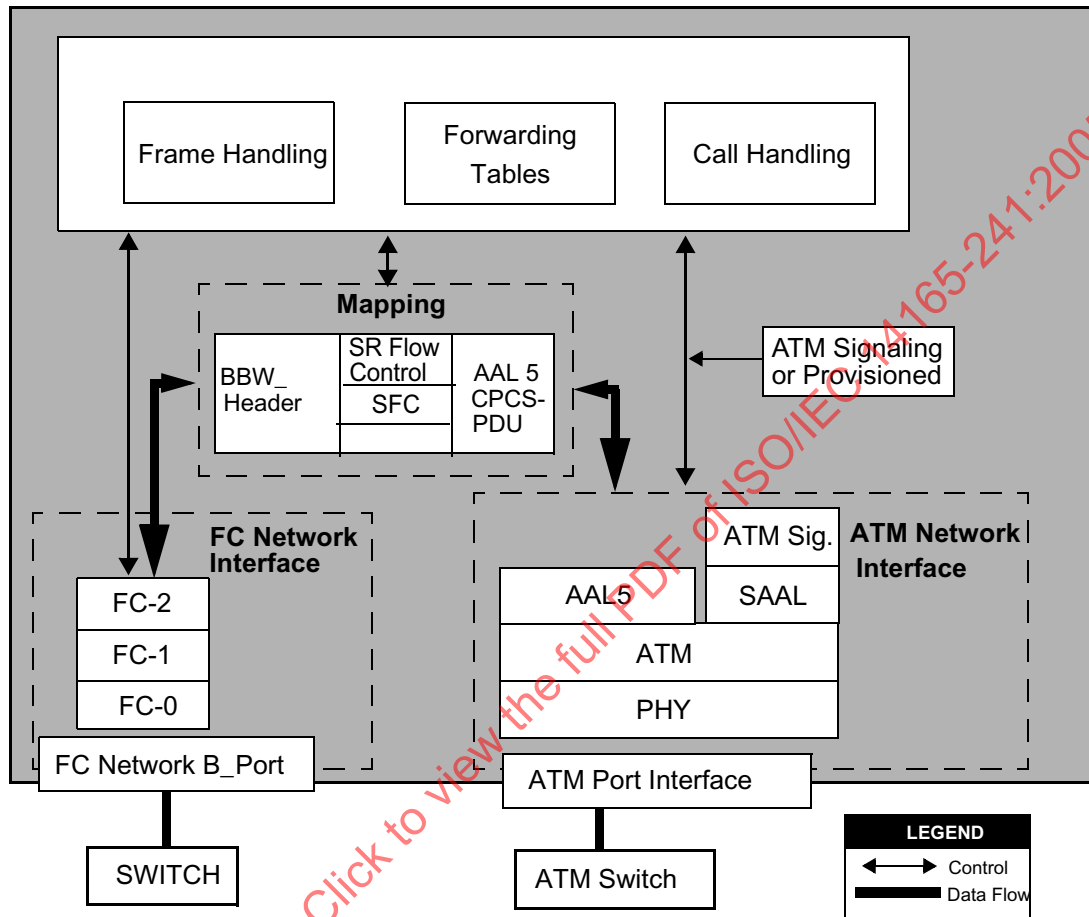 Frame Handling
Forwarding
Tables
Call Handling
Mapping
BBW_
Header
SR Flow
Control
SFC
AAL 5
CPCS-
PDU
ATM Signaling
or Provisioned
FC Network
Interface
FC-2
FC-1
FC-0
FC Network B_Port
SWITCH
ATM Network
Interface
ATM Sig.
SAAL
AAL5
ATM
PHY
ATM Port Interface
ATM Switch
LEGEND
Control
Data Flow
Click to view the full PDF of ISO/IEC 14165-241:200